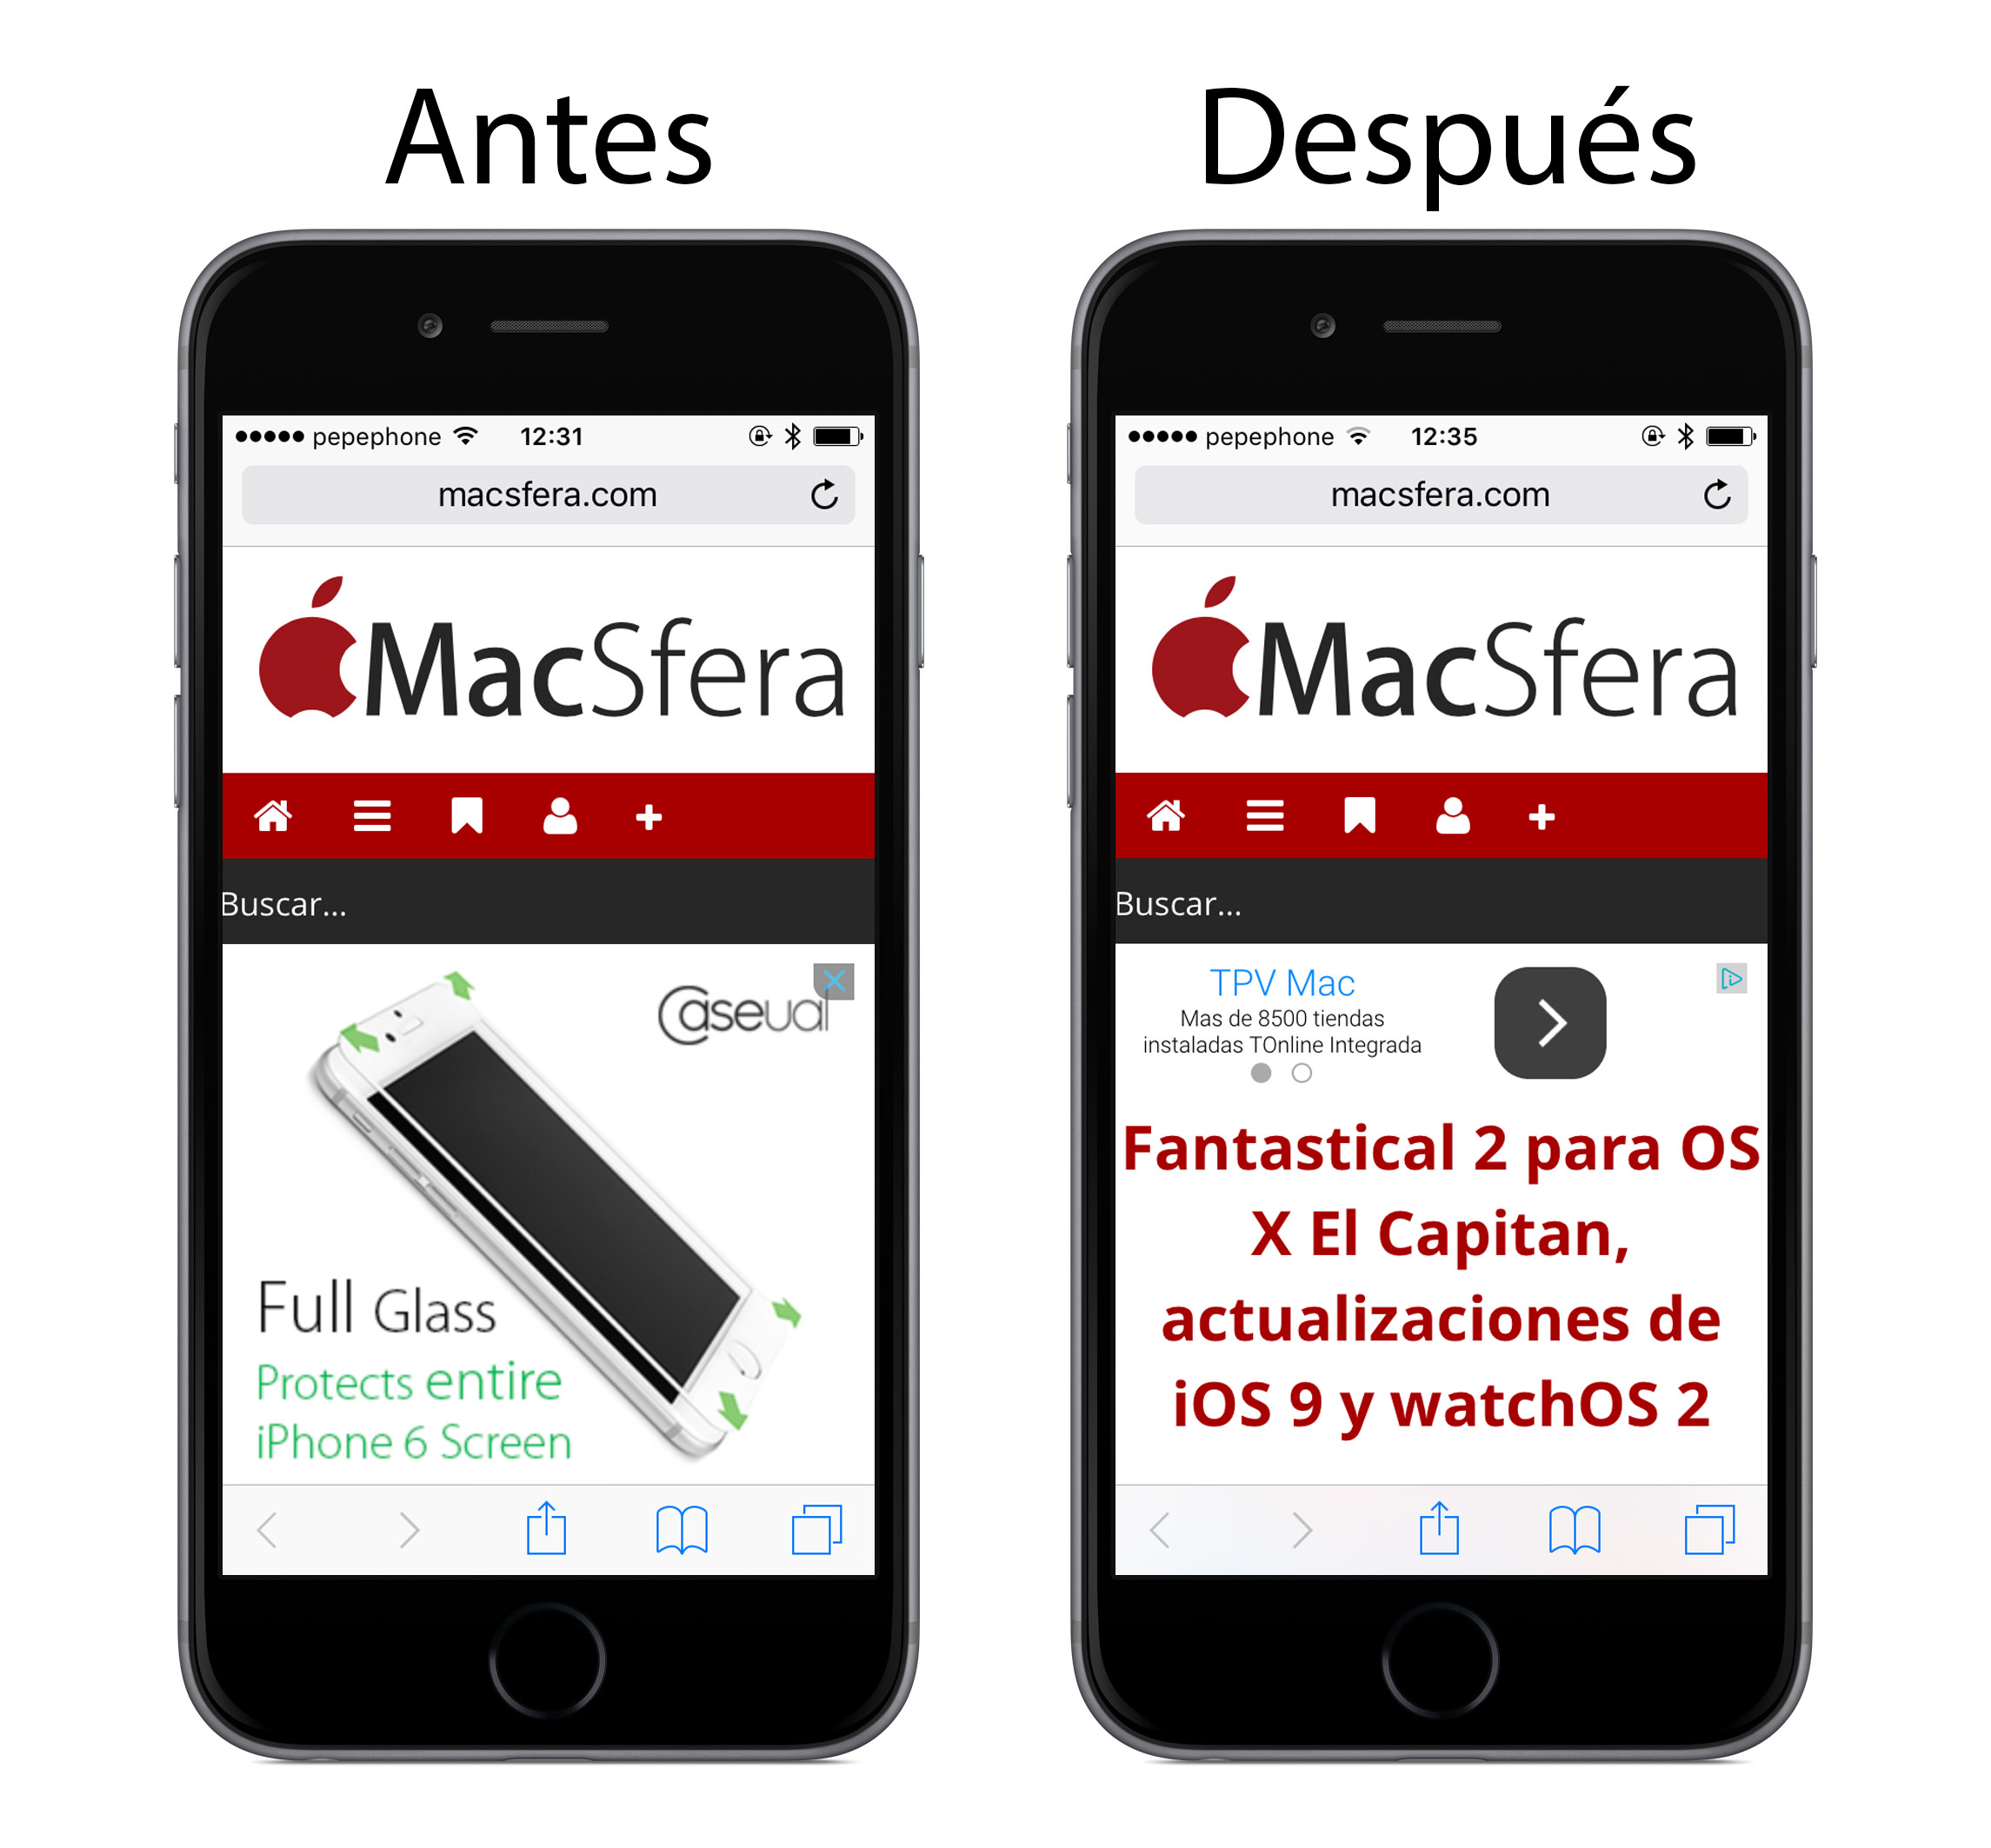 Antes
pepephone 12:31
macsfera.com
MacSfera
Buscar...
Caseual
Full Glass
Protects entire
iPhone 6 Screen
Después
pepephone 12:35
macsfera.com
MacSfera
Buscar...
TPV Mac
Mas de 8500 tiendas
instaladas TOnline Integrada
Fantastical 2 para OS
X El Capitan,
actualizaciones de
iOS 9 y watchOS 2